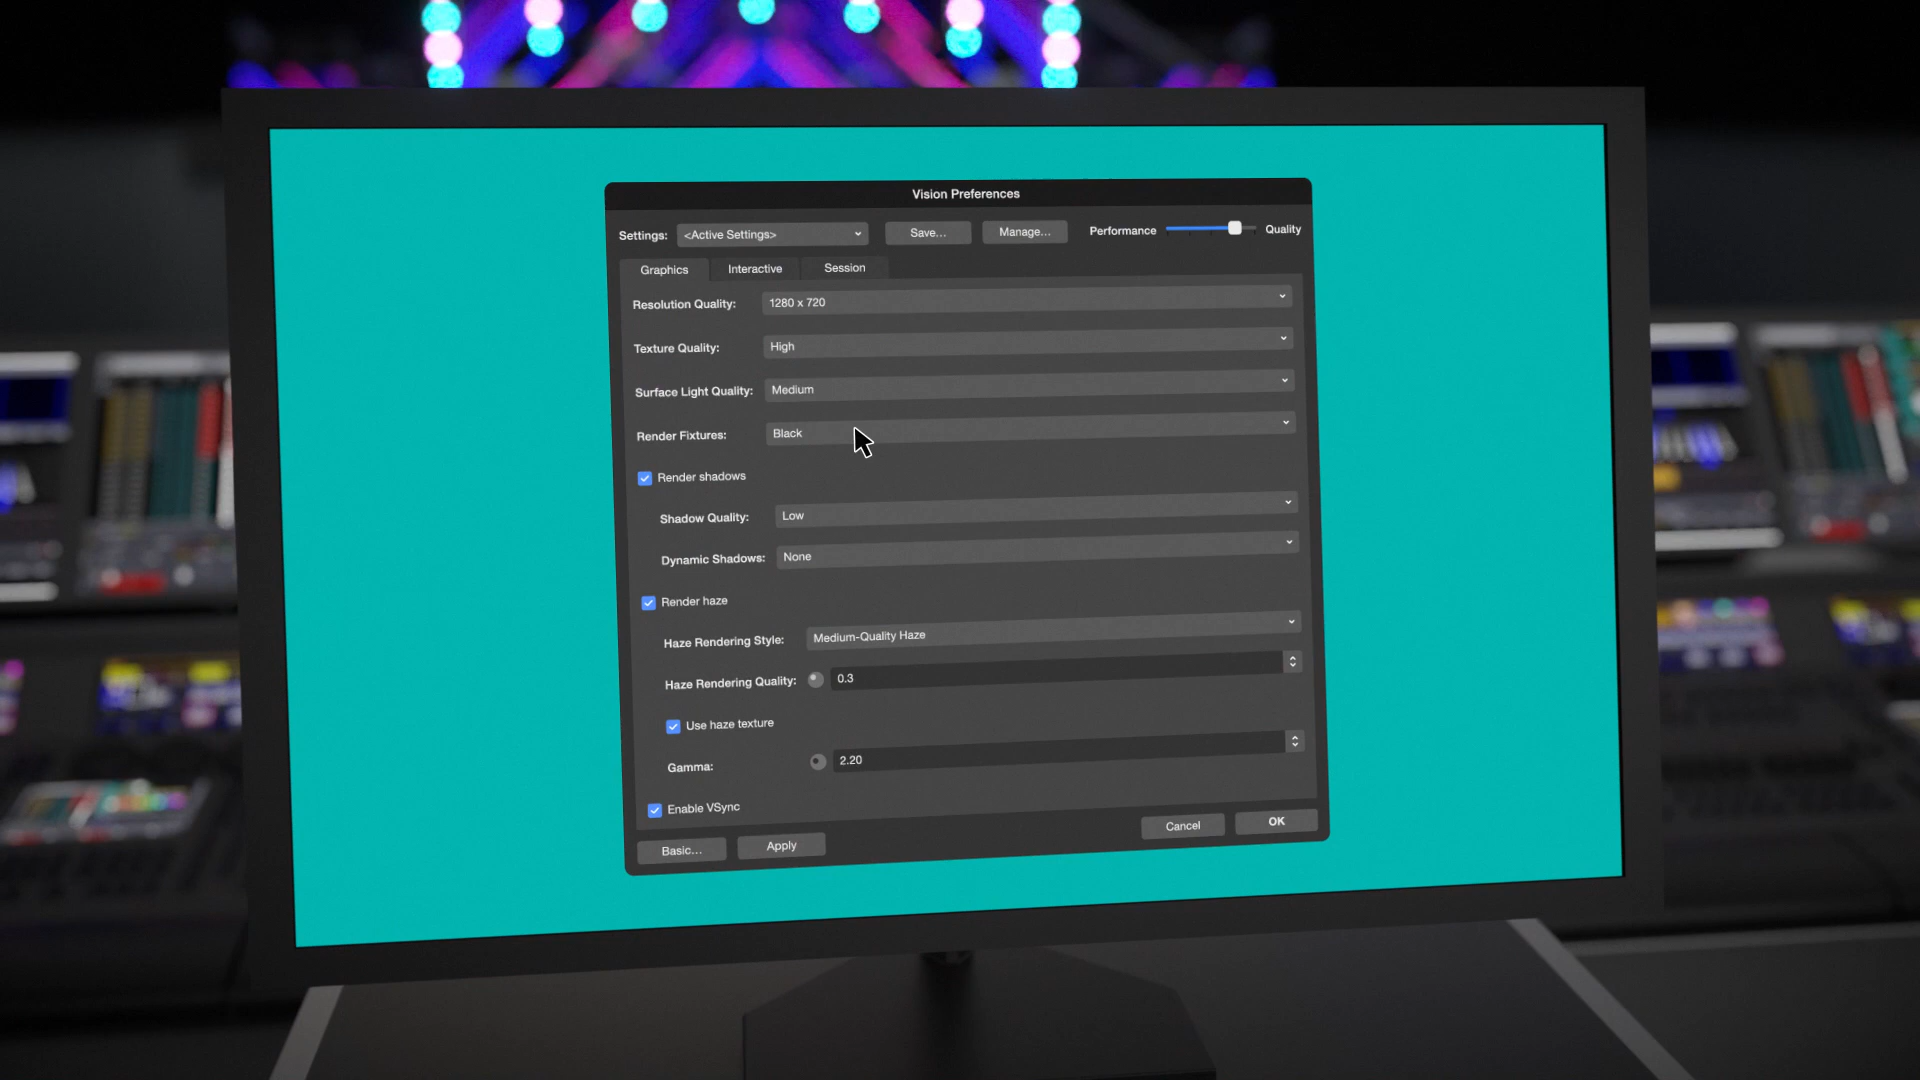 Vision Preferences
Settings: <Active Settings> Save... Manage... Performance Quality
Graphics Interactive Session
Resolution Quality: 1280 x 720
Texture Quality: High
Surface Light Quality: Medium
Render Fixtures: Black
Render shadows
Shadow Quality: Low
Dynamic Shadows: None
Render haze
Haze Rendering Style: Medium-Quality Haze
Haze Rendering Quality: 0.3
Use haze texture
Gamma: 2.20
Enable VSync
Basic... Apply Cancel OK